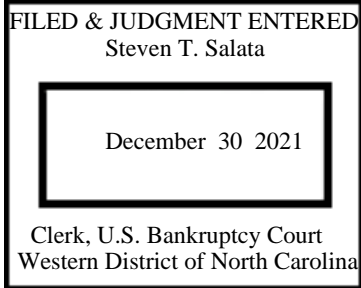 FILED & JUDGMENT ENTERED
Steven T. Salata
December 30 2021
Clerk, U.S. Bankruptcy Court
Western District of North Carolina